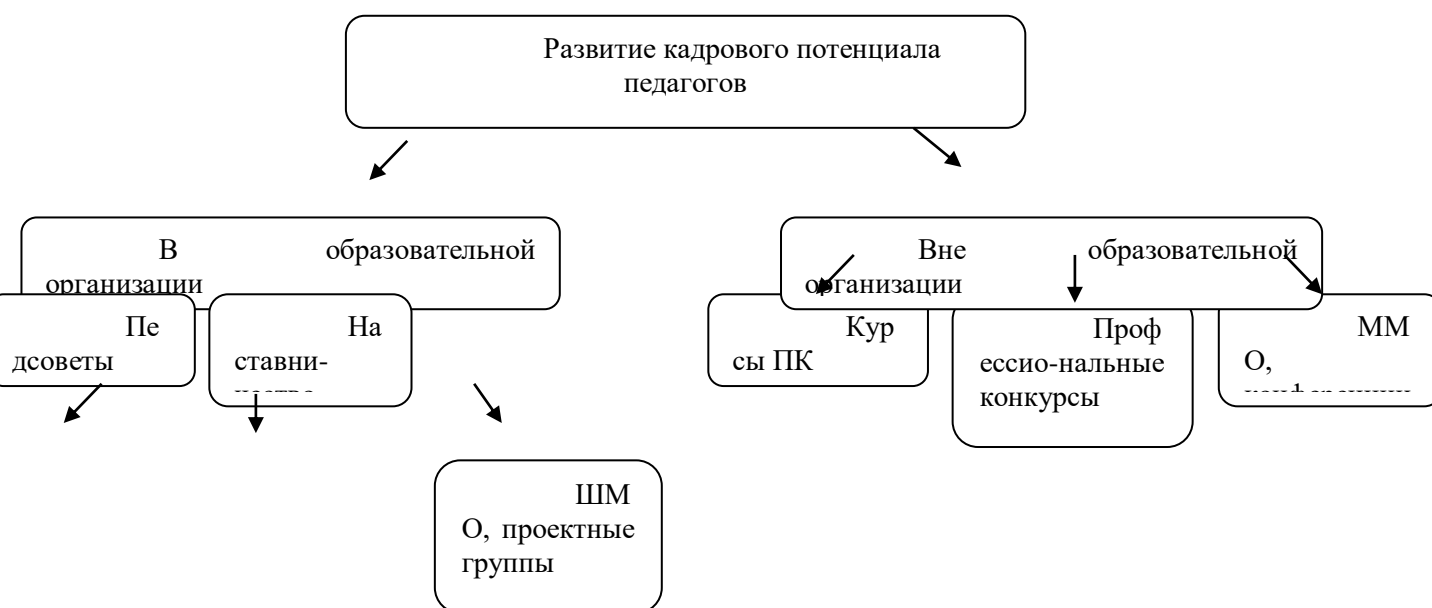 Развитие кадрового потенциала
педагогов
В образовательной
организации
Вне образовательной
организации
Пе
дсоветы
На
ставни-
Кур
сы ПК
Проф
ессио-нальные
конкурсы
ММ
О,
ШМ
О, проектные
группы